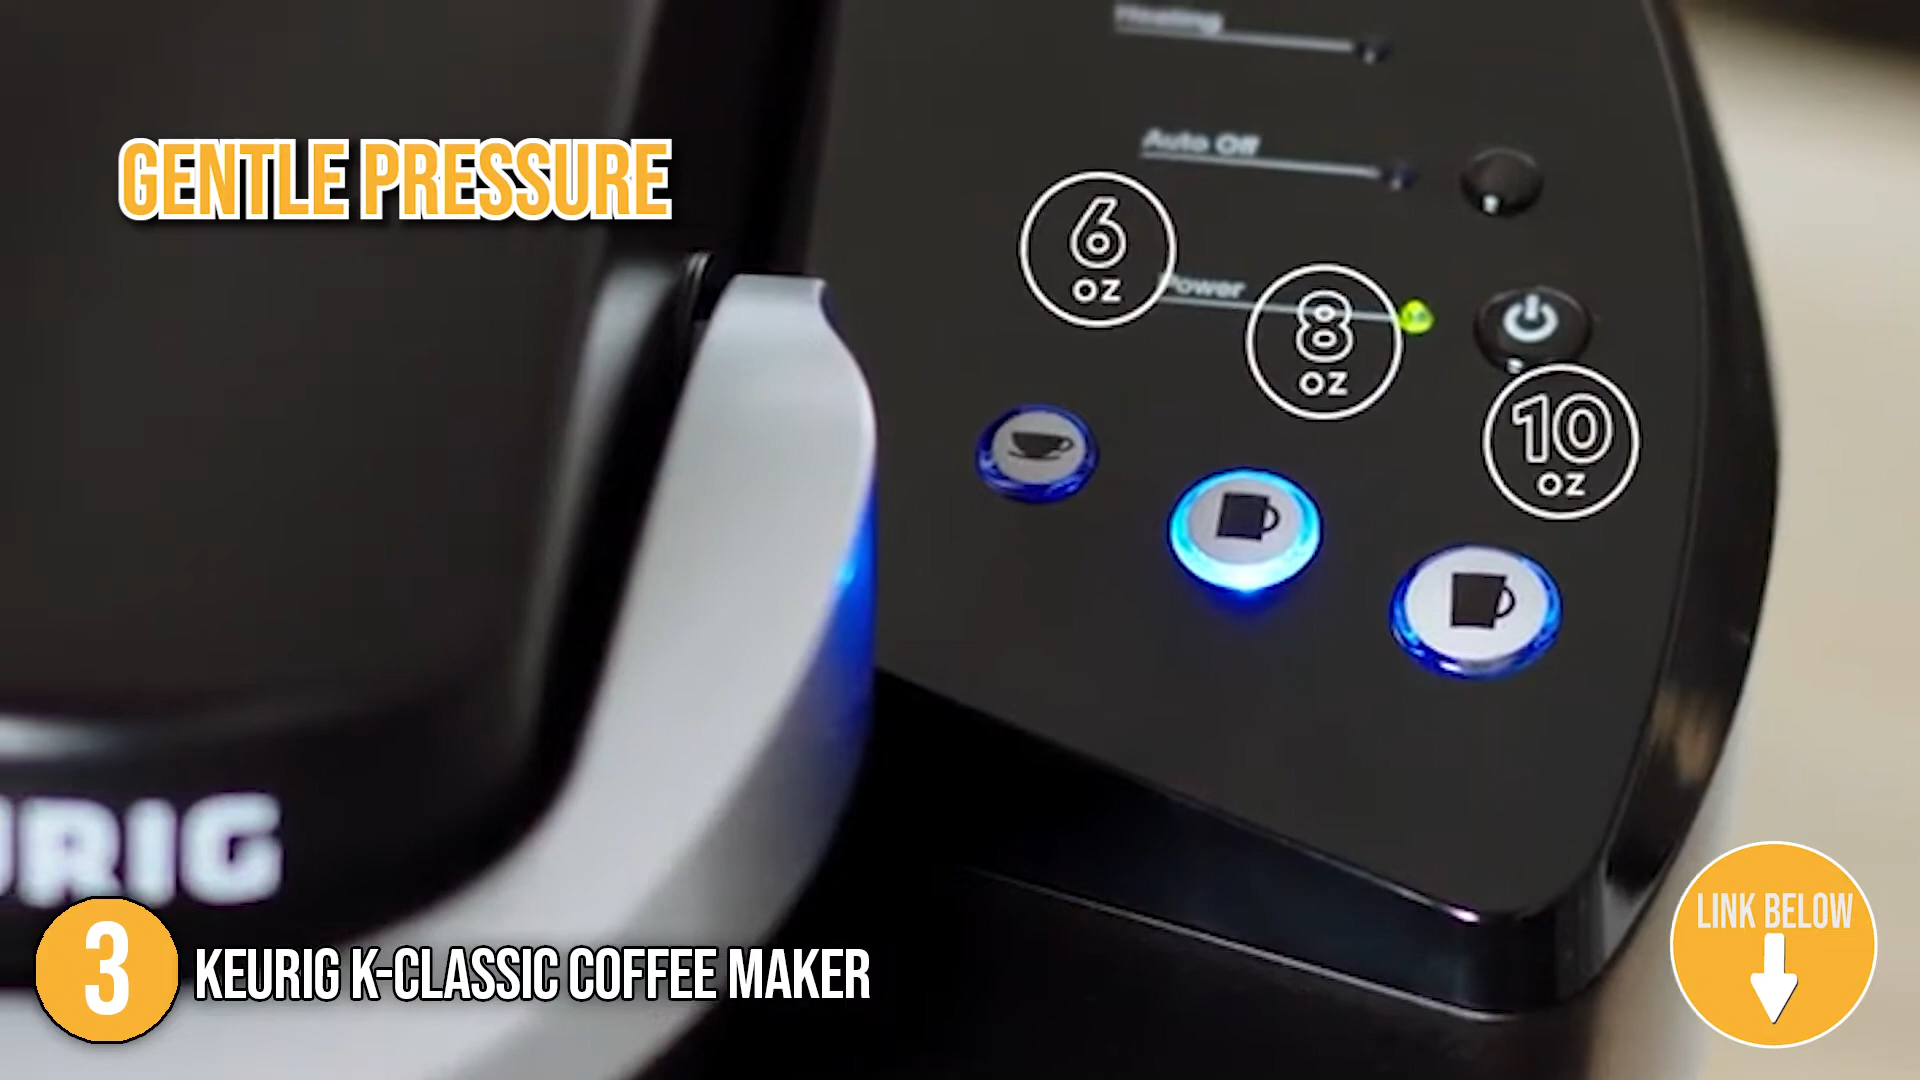 Heating
GENTLE PRESSURE
Auto Off
6
OZ
Power
8
OZ
10
OZ
URIG
3
KEURIG K-CLASSIC COFFEE MAKER
LINK BELOW